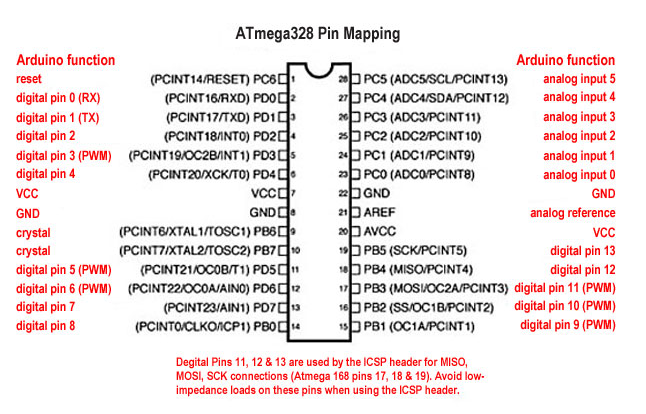 ATmega328 Pin Mapping
Arduino function Arduino function
reset (PCINT14/RESET) PC6 1 28 PC5 (ADC5/SCL/PCINT13) analog input 5
digital pin 0 (RX) (PCINT16/RXD) PD0 2 27 PC4 (ADC4/SDA/PCINT12) analog input 4
digital pin 1 (TX) (PCINT17/TXD) PD1 3 26 PC3 (ADC3/PCINT11) analog input 3
digital pin 2 (PCINT18/INT0) PD2 4 25 PC2 (ADC2/PCINT10) analog input 2
digital pin 3 (PWM) (PCINT19/OC2B/INT1) PD3 5 24 PC1 (ADC1/PCINT9) analog input 1
digital pin 4 (PCINT20/XCK/T0) PD4 6 23 PC0 (ADC0/PCINT8) analog input 0
VCC VCC 7 22 GND GND
GND GND 8 21 AREF analog reference
crystal (PCINT6/XTAL1/TOSC1) PB6 9 20 AVCC VCC
crystal (PCINT7/XTAL2/TOSC2) PB7 10 19 PB5 (SCK/PCINT5) digital pin 13
digital pin 5 (PWM) (PCINT21/OC0B/T1) PD5 11 18 PB4 (MISO/PCINT4) digital pin 12
digital pin 6 (PWM) (PCINT22/OC0A/AIN0) PD6 12 17 PB3 (MOSI/OC2A/PCINT3) digital pin 11 (PWM)
digital pin 7 (PCINT23/AIN1) PD7 13 16 PB2 (SS/OC1B/PCINT2) digital pin 10 (PWM)
digital pin 8 (PCINT0/CLKO/ICP1) PB0 14 15 PB1 (OC1A/PCINT1) digital pin 9 (PWM)
Degital Pins 11, 12 & 13 are used by the ICSP header for MISO,
MOSI, SCK connections (Atmega 168 pins 17, 18 & 19). Avoid low-
impedance loads on these pins when using the ICSP header.